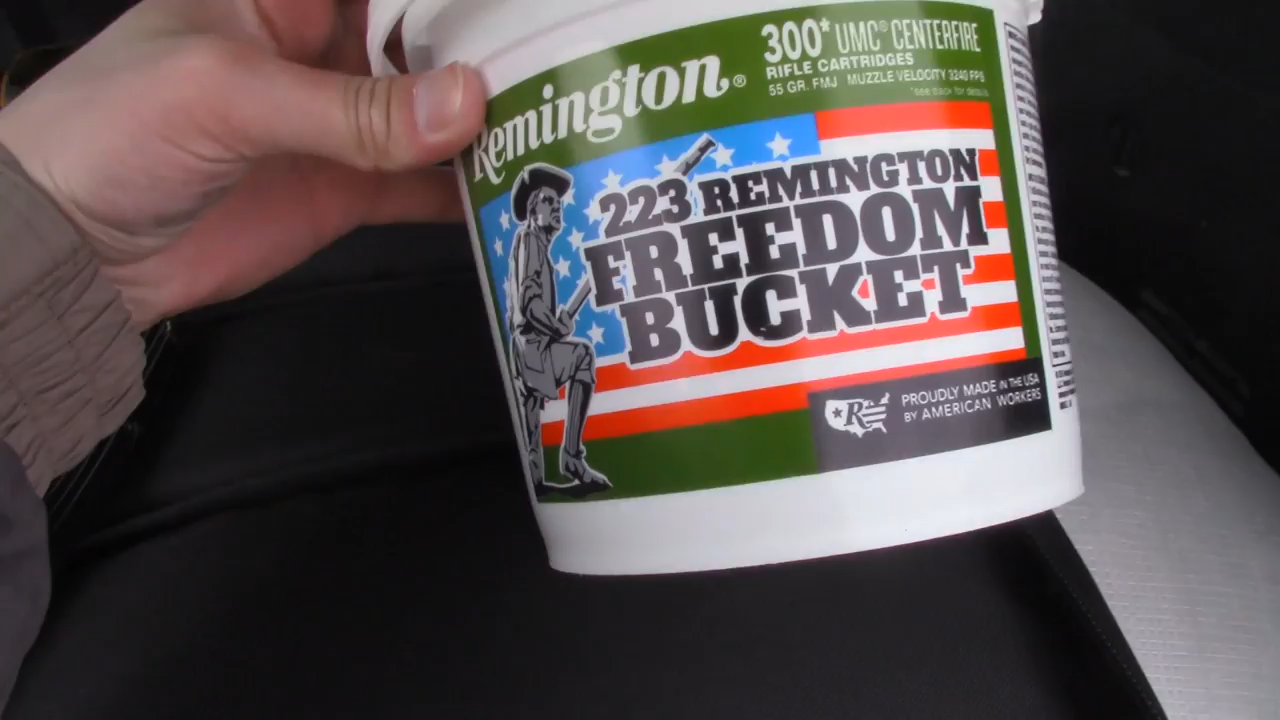 Remington®
300* UMC® CENTERFIRE
RIFLE CARTRIDGES
55 GR. FMJ MUZZLE VELOCITY 3240 FPS
*see back for details
223 REMINGTON
FREEDOM
BUCKET
R
PROUDLY MADE IN THE USA
BY AMERICAN WORKERS